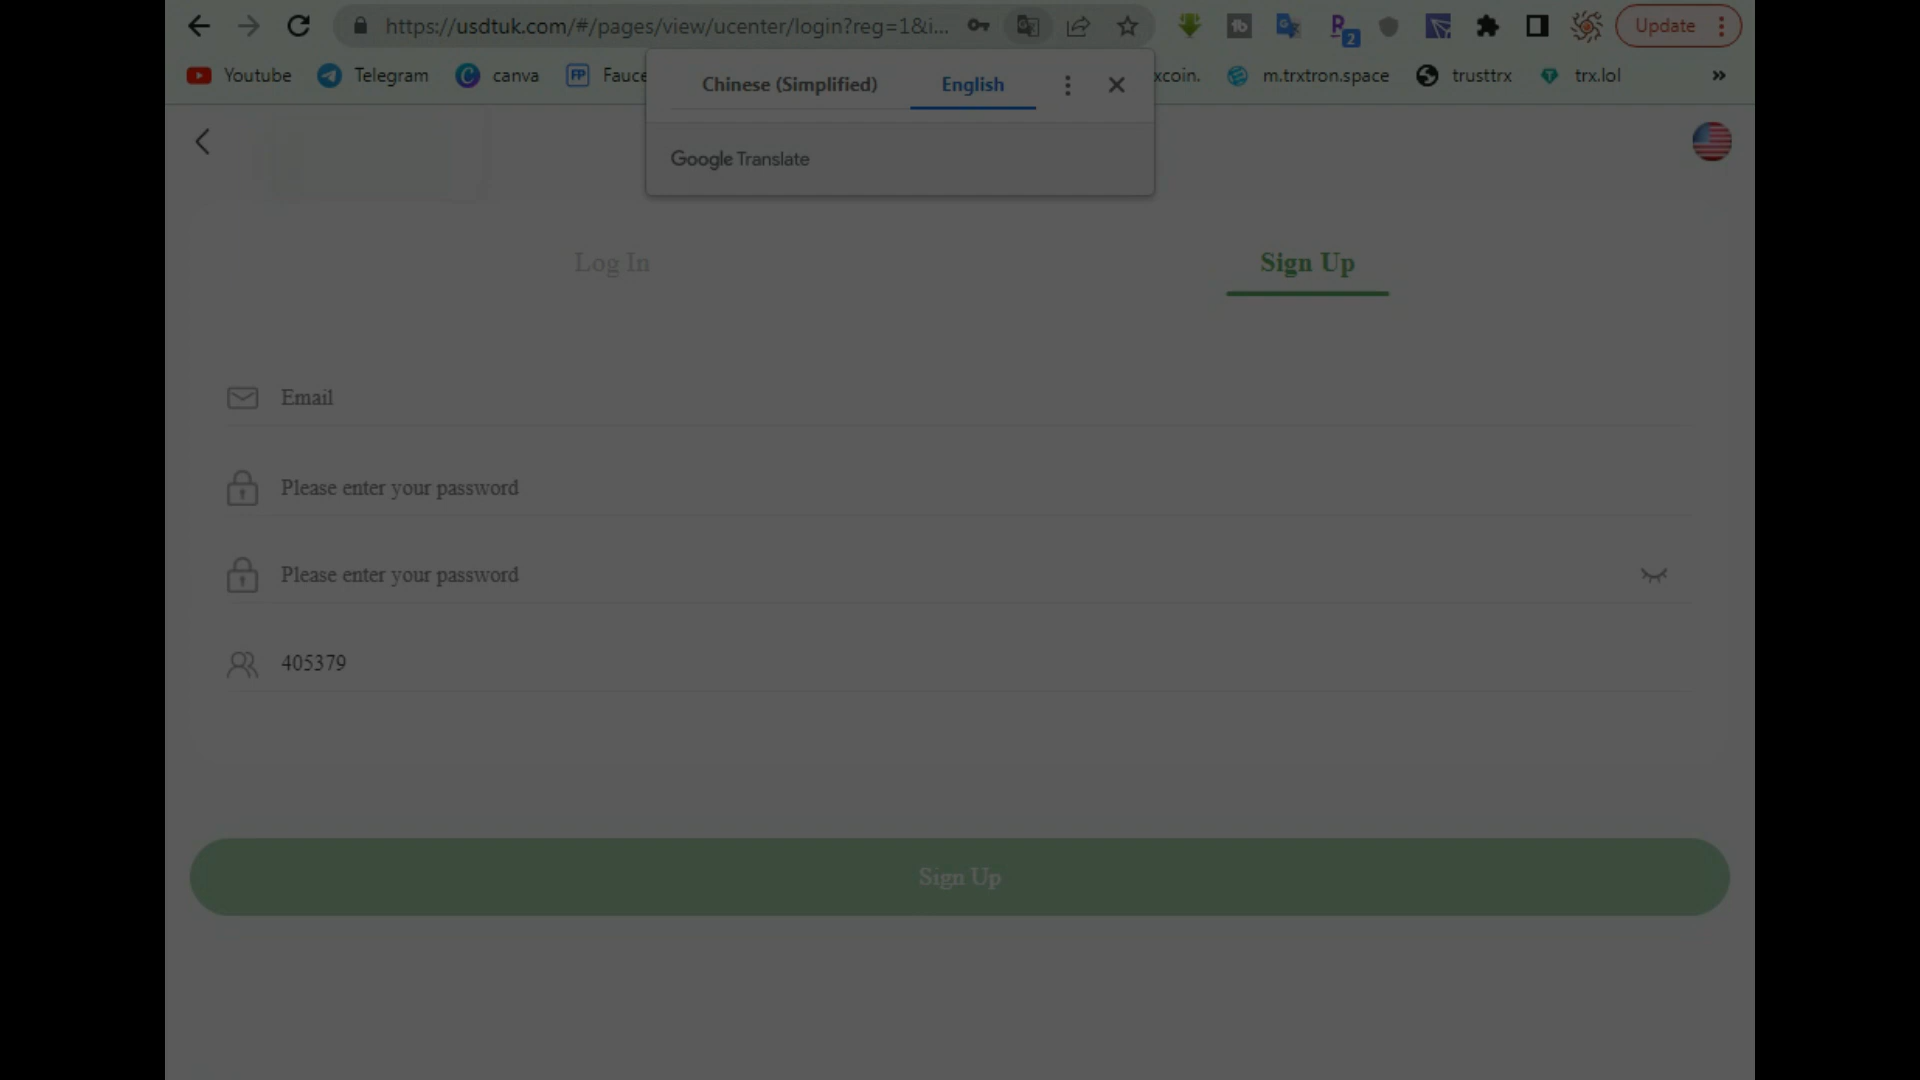 https://usdtuk.com/#/pages/view/ucenter/login?reg=1&i...
2
Update
Youtube
Telegram
canva
FP
Fauce
xcoin.
m.trxtron.space
trusttrx
trx.lol
»
Chinese (Simplified)
English
Google Translate
Log In
Sign Up
Email
Please enter your password
Please enter your password
405379
Sign Up